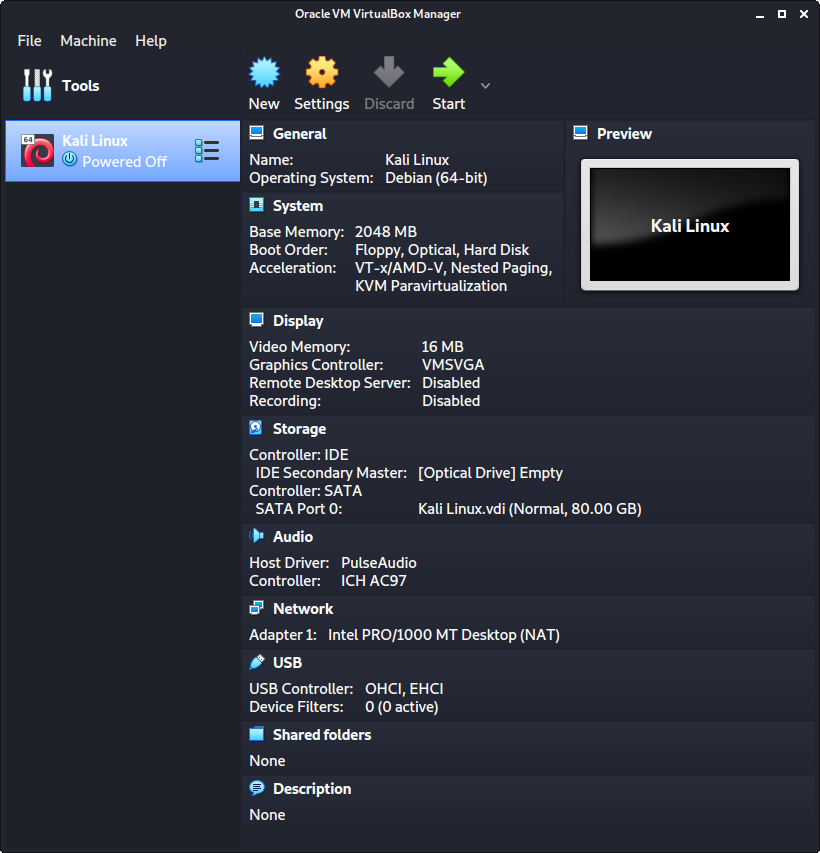 Oracle VM VirtualBox Manager
File Machine Help
Tools
New Settings Discard Start
64
Kali Linux
Powered Off
General
Name: Kali Linux
Operating System: Debian (64-bit)
Preview
Kali Linux
System
Base Memory: 2048 MB
Boot Order: Floppy, Optical, Hard Disk
Acceleration: VT-x/AMD-V, Nested Paging,
KVM Paravirtualization
Display
Video Memory: 16 MB
Graphics Controller: VMSVGA
Remote Desktop Server: Disabled
Recording: Disabled
Storage
Controller: IDE
IDE Secondary Master: [Optical Drive] Empty
Controller: SATA
SATA Port 0: Kali Linux.vdi (Normal, 80.00 GB)
Audio
Host Driver: PulseAudio
Controller: ICH AC97
Network
Adapter 1: Intel PRO/1000 MT Desktop (NAT)
USB
USB Controller: OHCI, EHCI
Device Filters: 0 (0 active)
Shared folders
None
Description
None